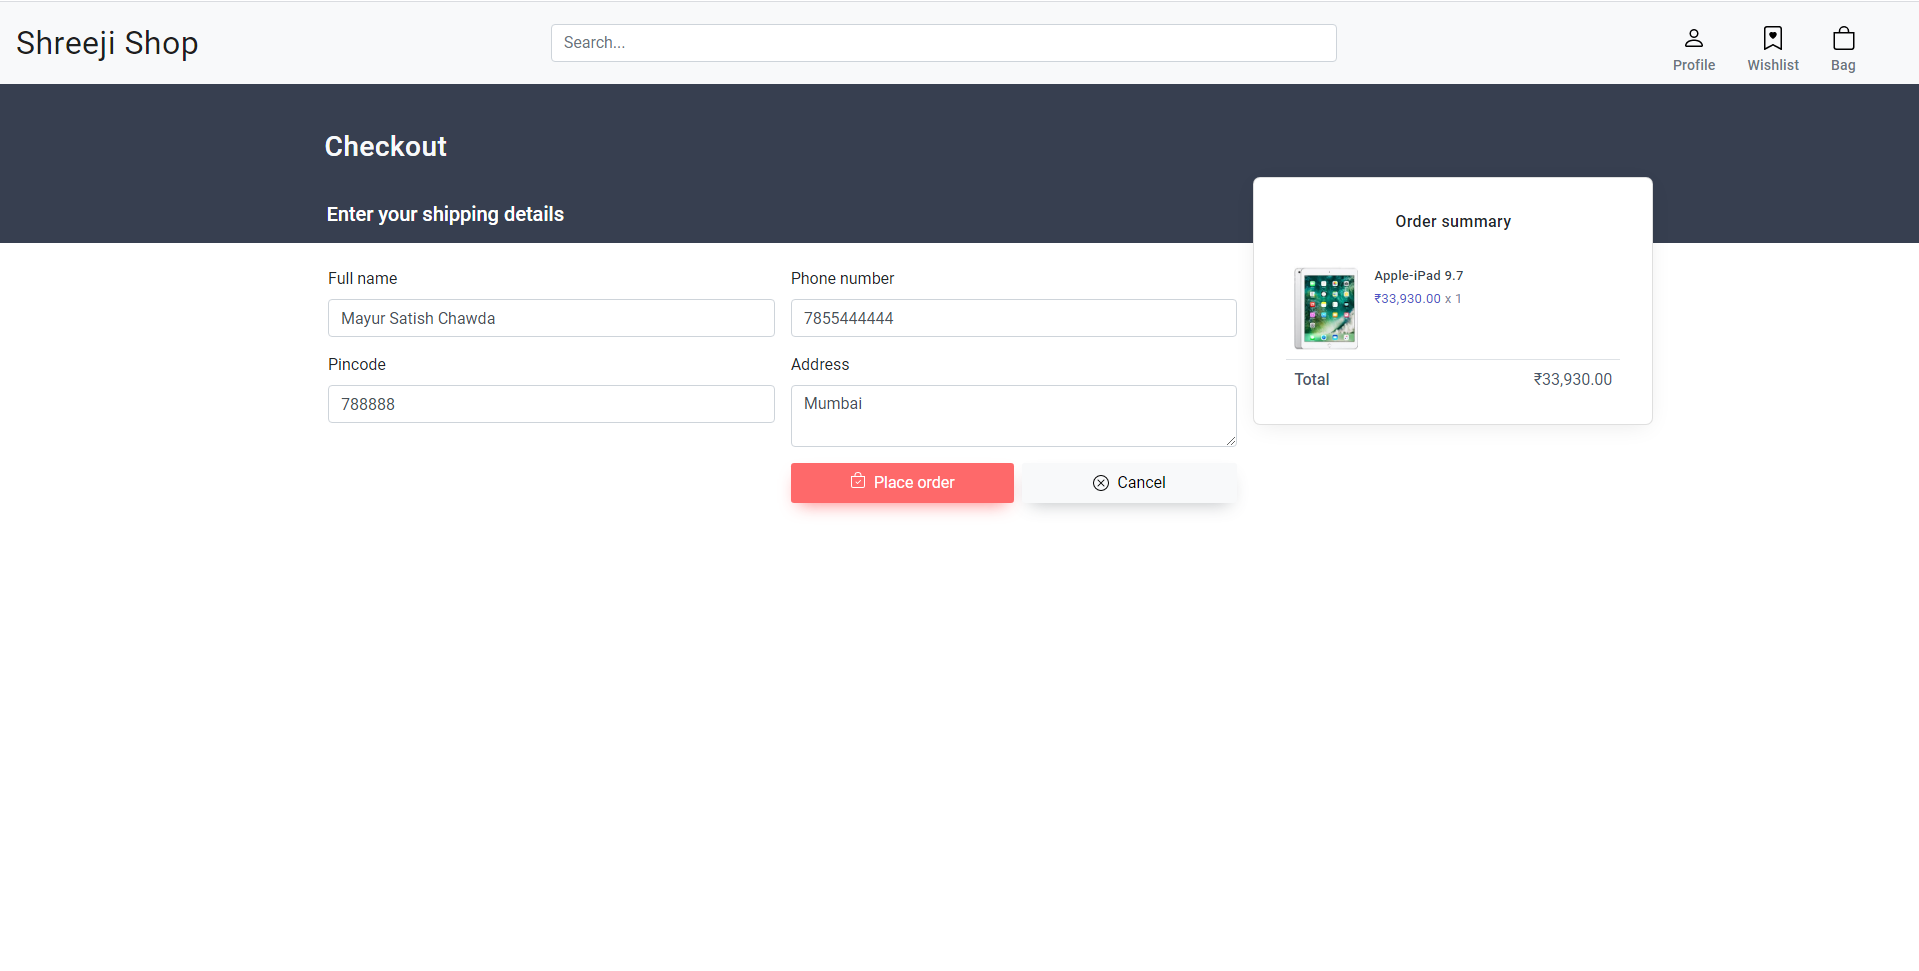 Shreeji Shop
Search...
Profile
Wishlist
Bag
Checkout
Enter your shipping details
Full name
Mayur Satish Chawda
Phone number
7855444444
Pincode
788888
Address
Mumbai
Place order
Cancel
Order summary
Apple-iPad 9.7
₹33,930.00 x 1
Total ₹33,930.00